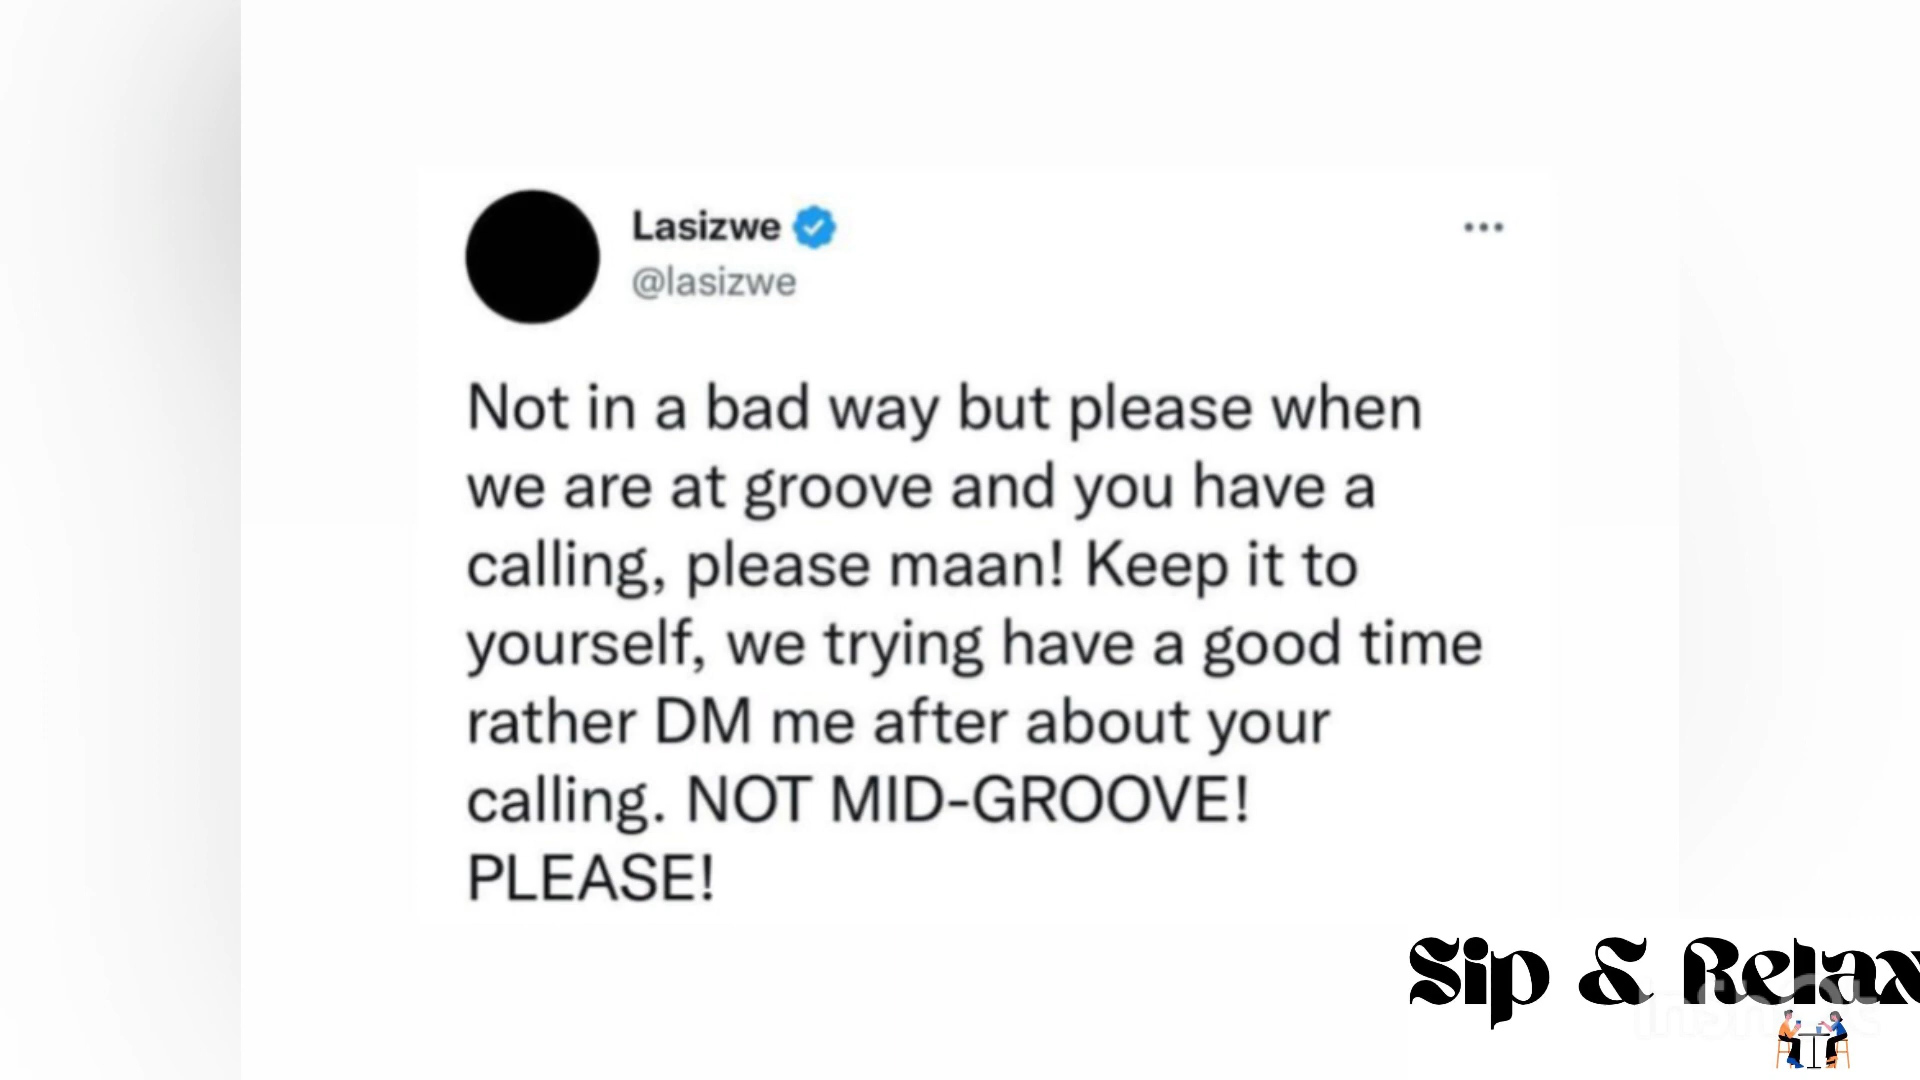 Lasizwe
@lasizwe
Not in a bad way but please when
we are at groove and you have a
calling, please maan! Keep it to
yourself, we trying have a good time
rather DM me after about your
calling. NOT MID-GROOVE!
PLEASE!
Sip & Relax
InShot